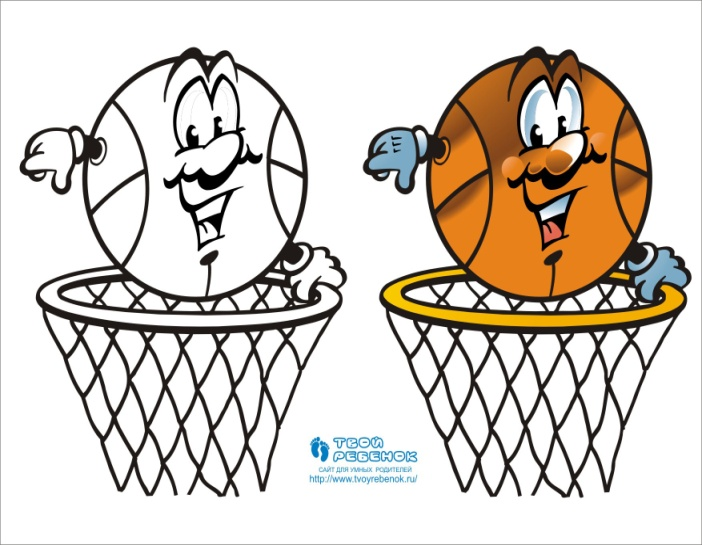 ТВОЙ
РЕБЕНОК
САЙТ ДЛЯ УМНЫХ РОДИТЕЛЕЙ
http://www.tvoyrebenok.ru/